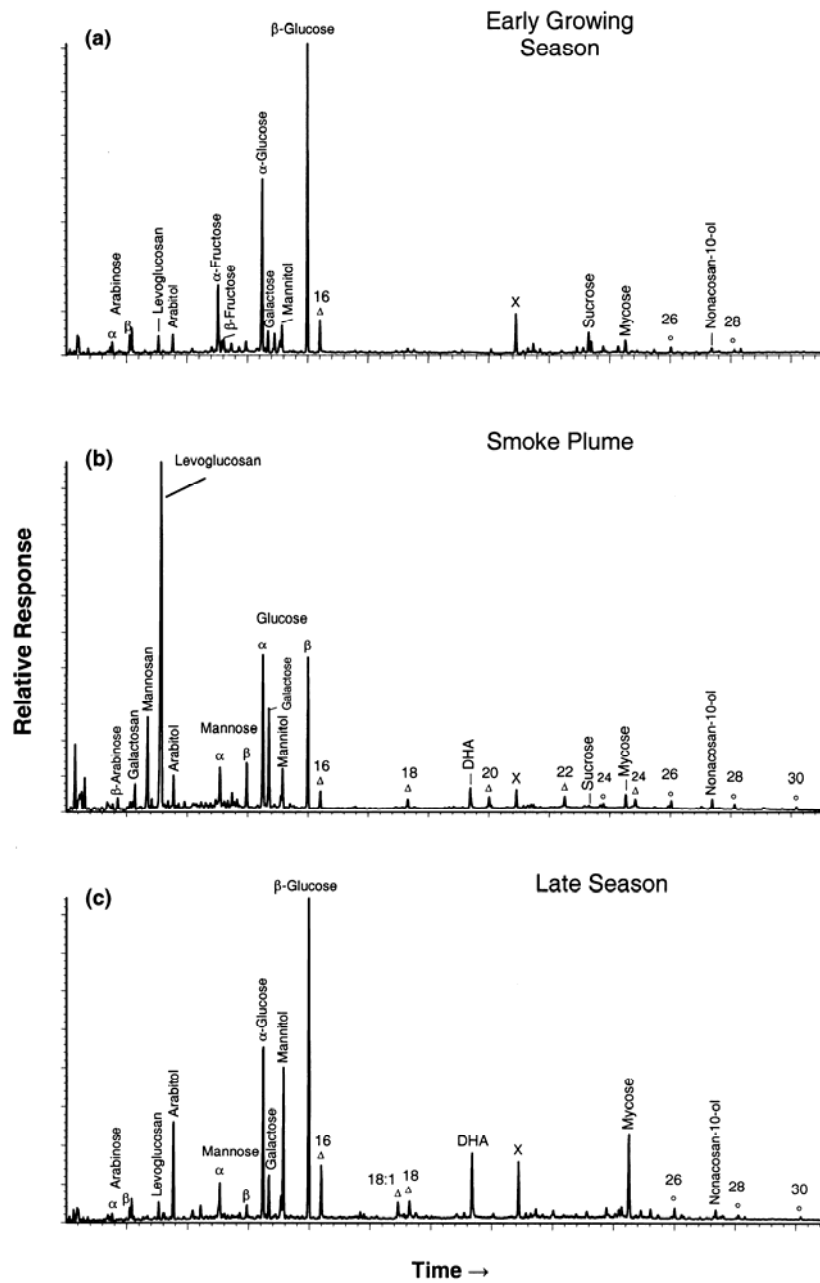 (a)
Early Growing
Season
β-Glucose
α-Glucose
α-Fructose
β-Fructose
Galactose
Mannitol
Arabinose
α
β
Levoglucosan
Arabitol
16
Δ
X
Sucrose
Mycose
26
○
Nonacosan-10-ol
28
○
(b)
Smoke Plume
Levoglucosan
β-Arabinose
Galactosan
Mannosan
Arabitol
Mannose
α
β
Glucose
α
β
Galactose
Mannitol
16
Δ
18
Δ
DHA
20
Δ
X
22
Δ
Sucrose
24
○
Mycose
24
Δ
26
○
Nonacosan-10-ol
28
○
30
○
Relative Response
(c)
Late Season
β-Glucose
Arabinose
α
β
Levoglucosan
Arabitol
Mannose
α
β
α-Glucose
Galactose
Mannitol
16
Δ
18:1
Δ
18
Δ
DHA
X
Mycose
26
○
Nonacosan-10-ol
28
○
30
○
Time →